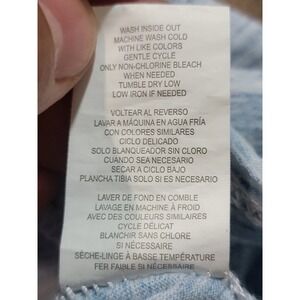 WASH INSIDE OUT
MACHINE WASH COLD
WITH LIKE COLORS
GENTLE CYCLE
ONLY NON-CHLORINE BLEACH
WHEN NEEDED
TUMBLE DRY LOW
LOW IRON IF NEEDED
VOLTEAR AL REVERSO
LAVAR A MÁQUINA EN AGUA FRÍA
CON COLORES SIMILARES
CICLO DELICADO
SOLO BLANQUEADOR SIN CLORO
CUANDO SEA NECESARIO
SECAR A CICLO BAJO
PLANCHA TIBIA SOLO SI ES NECESARIO
LAVER DE FOND EN COMBLE
LAVAGE EN MACHINE À FROID
AVEC DES COULEURS SIMILAIRES
CYCLE DÉLICAT
BLANCHIR SANS CHLORE
SI NÉCESSAIRE
SÈCHE-LINGE À BASSE TEMPÉRATURE
FER FAIBLE SI NÉCESSAIRE